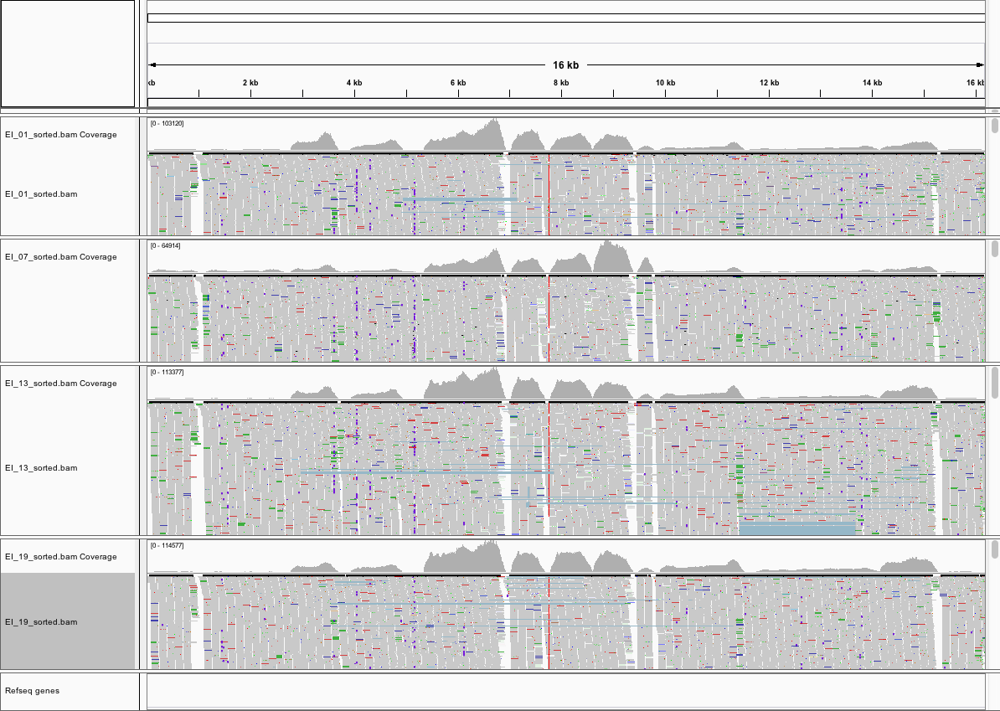 16 kb
kb 2 kb 4 kb 6 kb 8 kb 10 kb 12 kb 14 kb 16 kb
EI_01_sorted.bam Coverage
[0 - 103120]
EI_01_sorted.bam
EI_07_sorted.bam Coverage
[0 - 64914]
EI_13_sorted.bam Coverage
[0 - 113377]
EI_13_sorted.bam
EI_19_sorted.bam Coverage
[0 - 114577]
EI_19_sorted.bam
Refseq genes